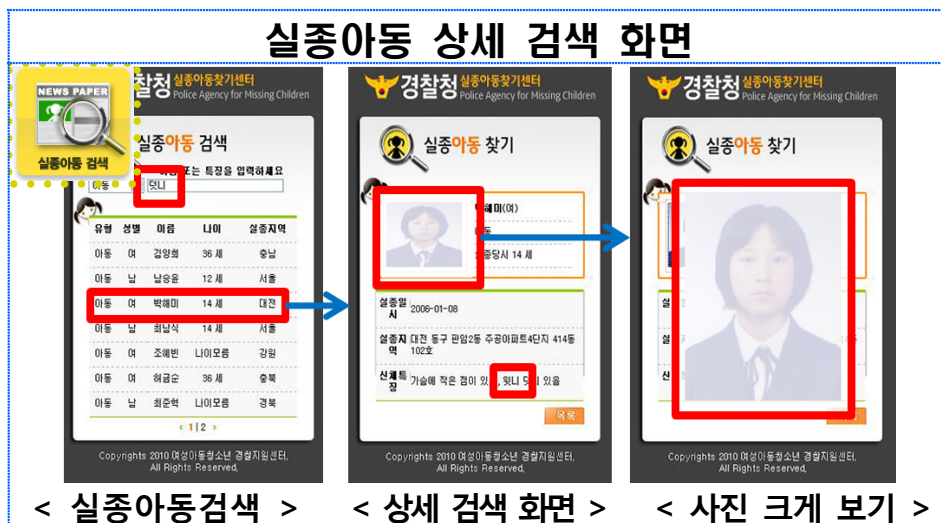 실종아동 상세 검색 화면
NEWS PAPER
실종아동 검색
찰청 실종아동찾기센터
Police Agency for Missing Children
실종아동 검색
또는 특장을 입력하세요
아동 덧니
유형 성별 이름 나이 실종지역
아동 여 김양희 36 세 충남
아동 남 남승윤 12 세 서울
아동 여 박해미 14 세 대전
아동 남 최남식 14 세 서울
아동 여 조혜빈 나이모름 강원
아동 여 허금순 36 세 충북
아동 남 최준혁 나이모름 경북
< 1 | 2 >
Copyrights 2010 여성아동청소년 경찰지원센터.
All Rights Reserved.
< 실종아동검색 >
경찰청 실종아동찾기센터
Police Agency for Missing Children
실종아동 찾기
해미(여)
종당시 14 세
실종일시 2006-01-08
실종지역 대전 동구 판암2동 주공아파트4단지 414동
102호
신체특징 가슴에 작은 점이 있 , 윗니 덧 있음
목록
Copyrights 2010 여성아동청소년 경찰지원센터.
All Rights Reserved.
< 상세 검색 화면 >
경찰청 실종아동찾기센터
Police Agency for Missing Children
실종아동 찾기
실
실
신
Copyrights 2010 여성아동청소년 경찰지원센터.
All Rights Reserved.
< 사진 크게 보기 >